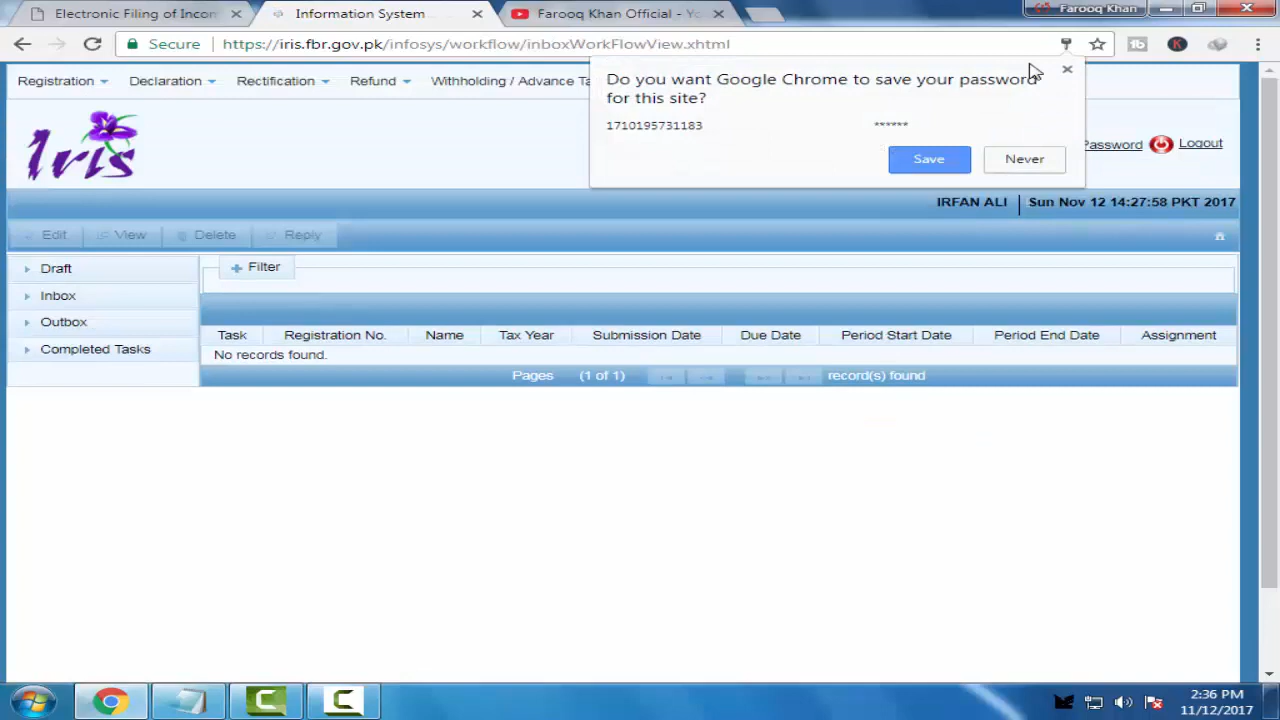 Electronic Filing of Incon
Information System
Farooq Khan Official - Yo
Farooq Khan
Secure
https://iris.fbr.gov.pk/infosys/workflow/inboxWorkFlowView.xhtml
Registration
Declaration
Rectification
Refund
Withholding / Advance Ta
Do you want Google Chrome to save your password
for this site?
1710195731183
******
Save
Never
Iris
Password
Logout
IRFAN ALI
Sun Nov 12 14:27:58 PKT 2017
Edit
View
Delete
Reply
Draft
Inbox
Outbox
Completed Tasks
Filter
Task Registration No. Name Tax Year Submission Date Due Date Period Start Date Period End Date Assignment
No records found.
Pages (1 of 1) record(s) found
2:36 PM
11/12/2017